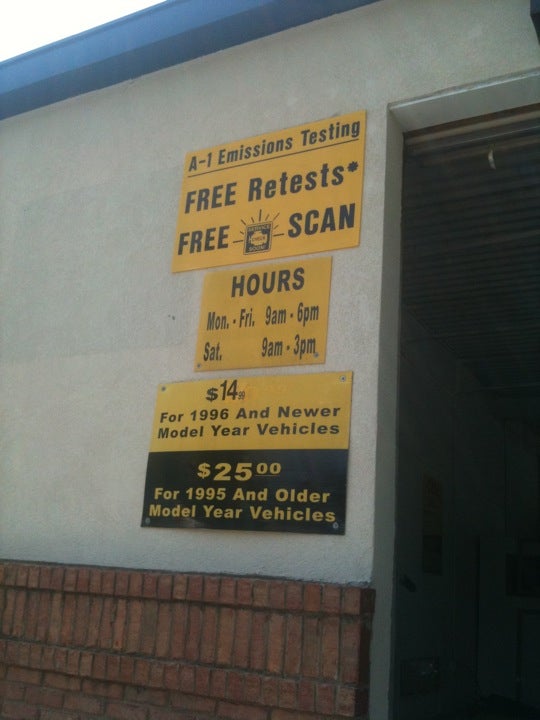 A-1 Emissions Testing
FREE Retests*
FREE SCAN
HOURS
Mon. - Fri. 9am - 6pm
Sat. 9am - 3pm
$14.99
For 1996 And Newer
Model Year Vehicles
$25 00
For 1995 And Older
Model Year Vehicles